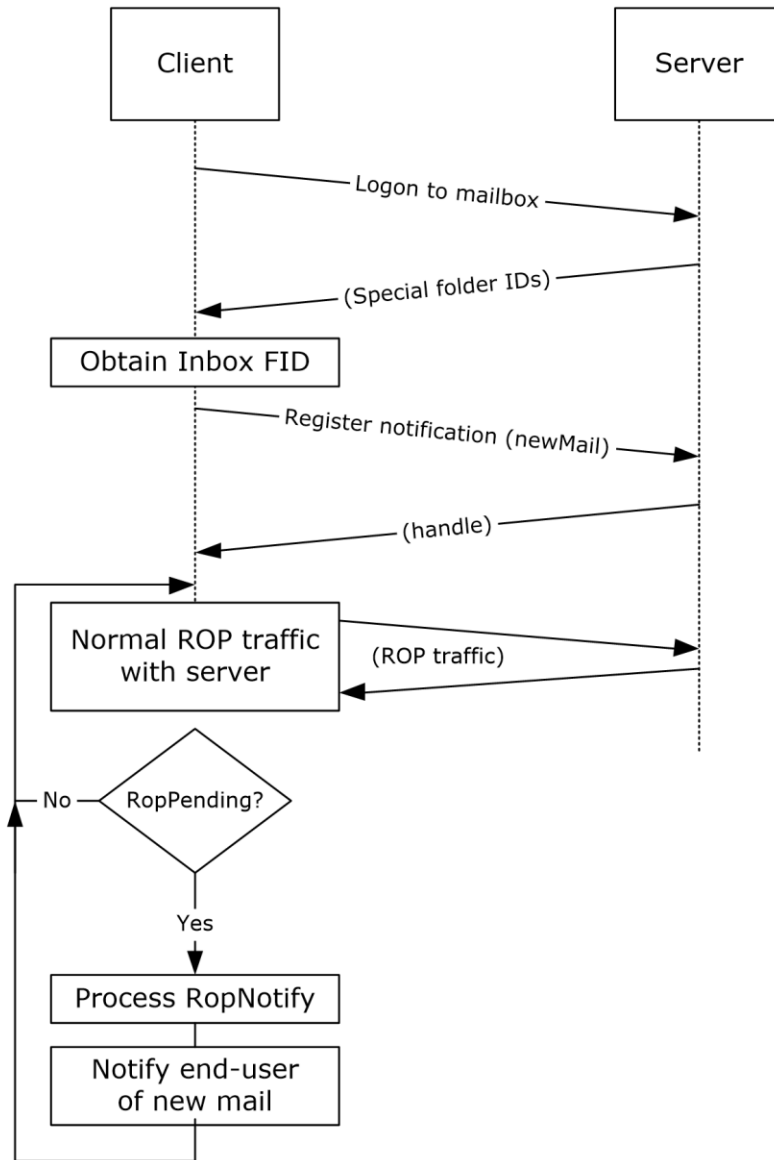 Client
Server
Logon to mailbox
(Special folder IDs)
Obtain Inbox FID
Register notification (newMail)
(handle)
Normal ROP traffic
with server
(ROP traffic)
No
RopPending?
Yes
Process RopNotify
Notify end-user
of new mail